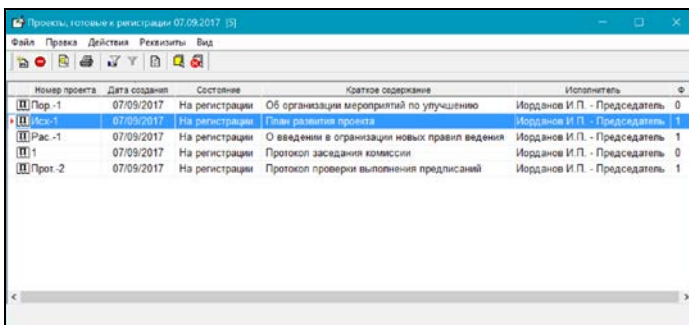 Проекты, готовые к регистрации 07.09.2017 [5]
Файл Правка Действия Реквизиты Вид
Номер проекта Дата создания Состояние Краткое содержание Исполнитель Ф
П Пор.-1 07/09/2017 На регистрации Об организации мероприятий по улучшению Иорданов И.П. - Председатель 0
П Исх-1 07/09/2017 На регистрации План развития проекта Иорданов И.П. - Председатель 1
П Рас.-1 07/09/2017 На регистрации О введении в огранизации новых правил ведения Иорданов И.П. - Председатель 1
П 1 07/09/2017 На регистрации Протокол заседания комиссии Иорданов И.П. - Председатель 0
П Прот.-2 07/09/2017 На регистрации Протокол проверки выполнения предписаний Иорданов И.П. - Председатель 1